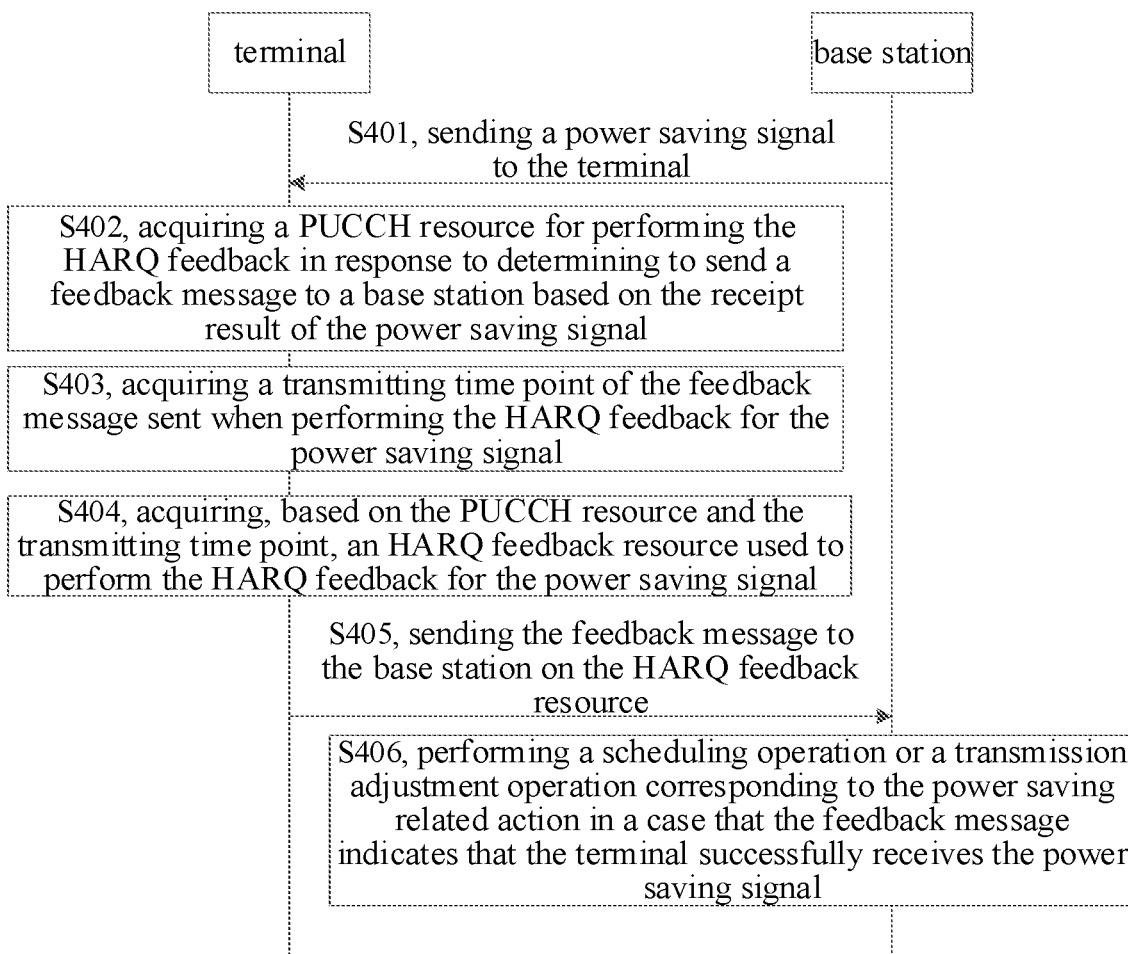 terminal
base station
S401, sending a power saving signal
to the terminal
S402, acquiring a PUCCH resource for performing the
HARQ feedback in response to determining to send a
feedback message to a base station based on the receipt
result of the power saving signal
S403, acquiring a transmitting time point of the feedback
message sent when performing the HARQ feedback for the
power saving signal
S404, acquiring, based on the PUCCH resource and the
transmitting time point, an HARQ feedback resource used to
perform the HARQ feedback for the power saving signal
S405, sending the feedback message to
the base station on the HARQ feedback
resource
S406, performing a scheduling operation or a transmission
adjustment operation corresponding to the power saving
related action in a case that the feedback message
indicates that the terminal successfully receives the power
saving signal